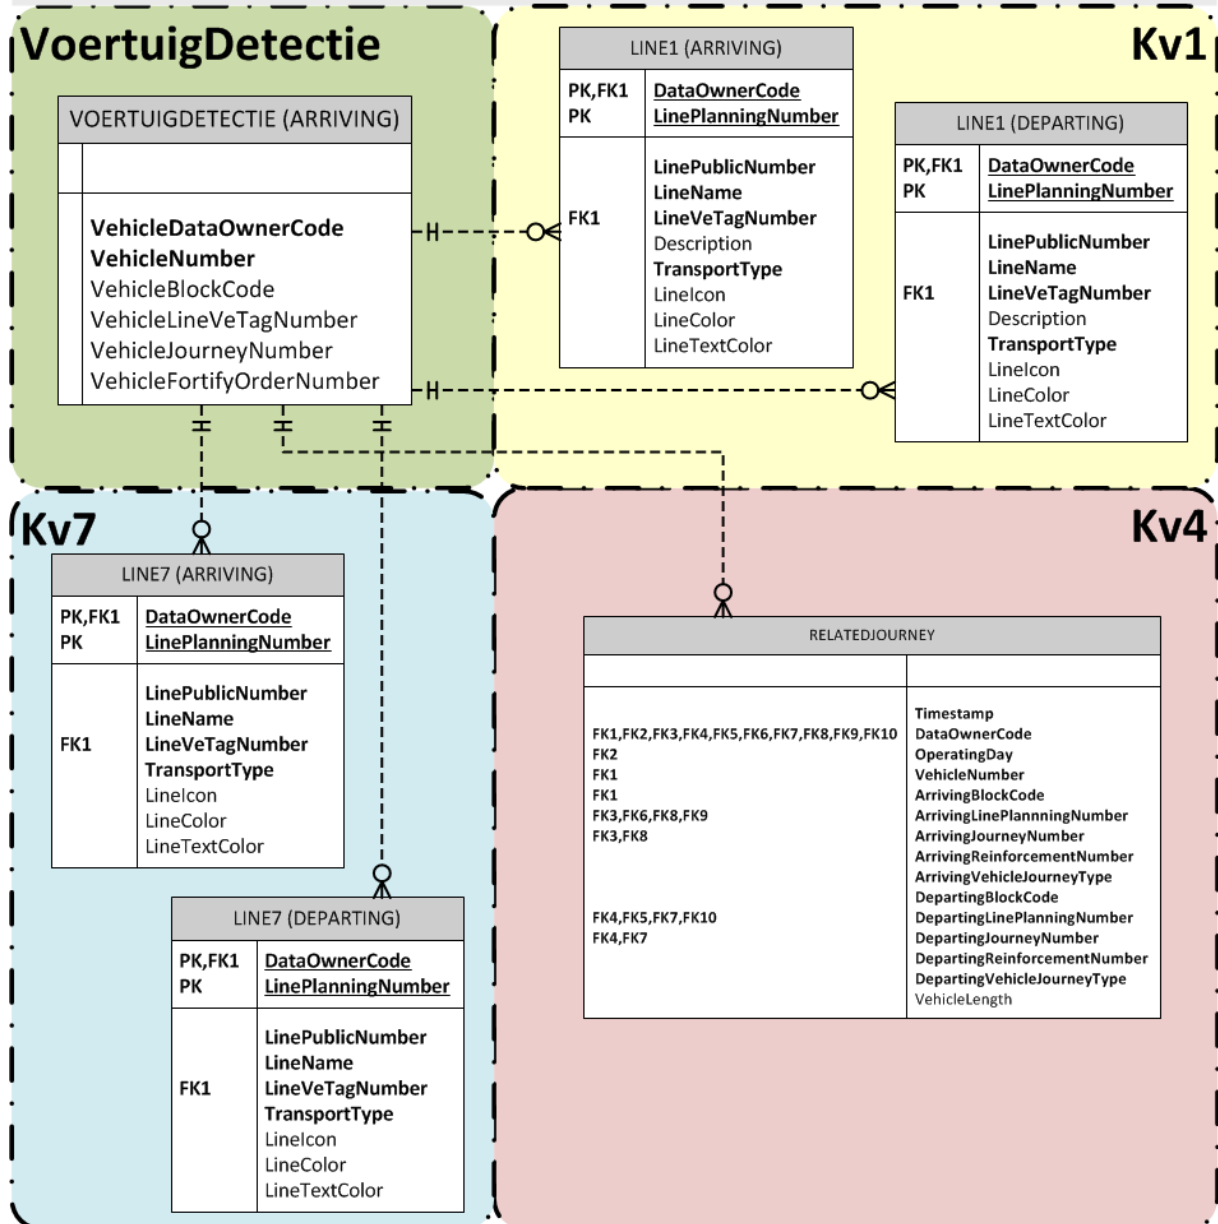 VoertuigDetectie
VOERTUIGDETECTIE (ARRIVING)
VehicleDataOwnerCode
VehicleNumber
VehicleBlockCode
VehicleLineVeTagNumber
VehicleJourneyNumber
VehicleFortifyOrderNumber
Kv1
LINE1 (ARRIVING)
PK,FK1 DataOwnerCode
PK LinePlanningNumber
LinePublicNumber
LineName
FK1 LineVeTagNumber
Description
TransportType
LineIcon
LineColor
LineTextColor
LINE1 (DEPARTING)
PK,FK1 DataOwnerCode
PK LinePlanningNumber
LinePublicNumber
LineName
FK1 LineVeTagNumber
Description
TransportType
LineIcon
LineColor
LineTextColor
Kv7
LINE7 (ARRIVING)
PK,FK1 DataOwnerCode
PK LinePlanningNumber
LinePublicNumber
LineName
FK1 LineVeTagNumber
TransportType
LineIcon
LineColor
LineTextColor
LINE7 (DEPARTING)
PK,FK1 DataOwnerCode
PK LinePlanningNumber
LinePublicNumber
LineName
FK1 LineVeTagNumber
TransportType
LineIcon
LineColor
LineTextColor
Kv4
RELATEDJOURNEY
Timestamp
FK1,FK2,FK3,FK4,FK5,FK6,FK7,FK8,FK9,FK10 DataOwnerCode
FK2 OperatingDay
FK1 VehicleNumber
FK1 ArrivingBlockCode
FK3,FK6,FK8,FK9 ArrivingLinePlannningNumber
FK3,FK8 ArrivingJourneyNumber
ArrivingReinforcementNumber
ArrivingVehicleJourneyType
DepartingBlockCode
FK4,FK5,FK7,FK10 DepartingLinePlanningNumber
FK4,FK7 DepartingJourneyNumber
DepartingReinforcementNumber
DepartingVehicleJourneyType
VehicleLength